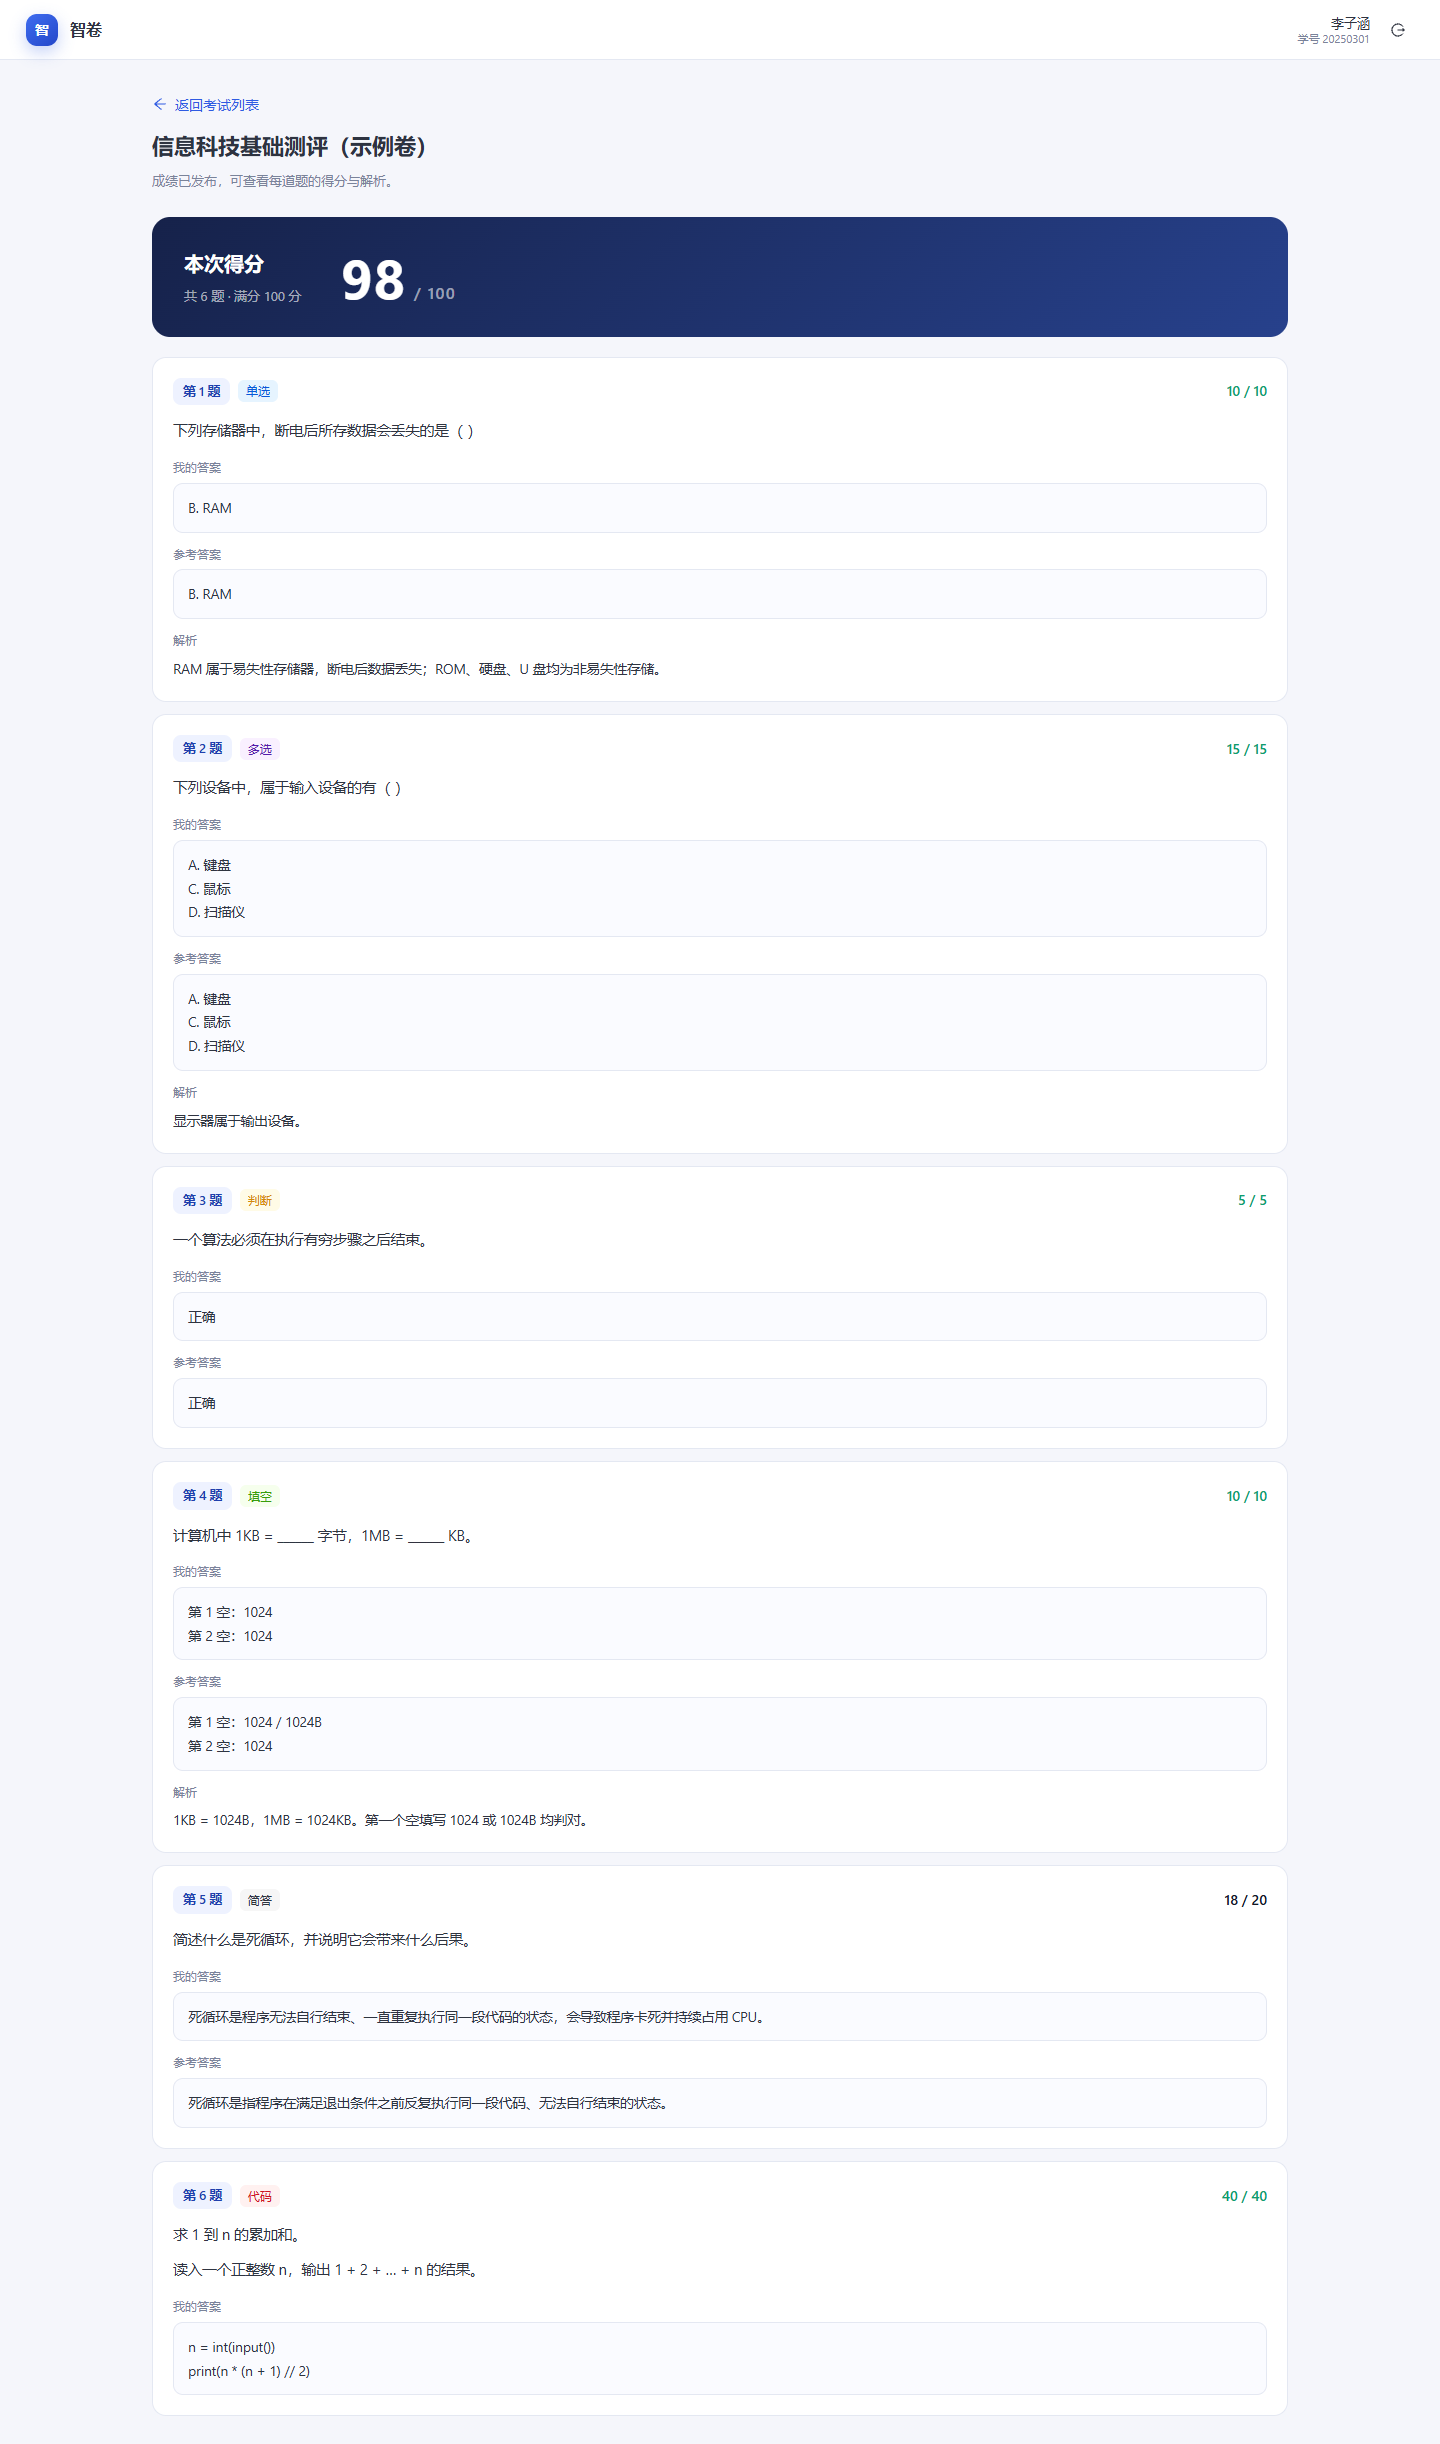 智 智卷
李子涵
学号 20250301
返回考试列表
信息科技基础测评（示例卷）
成绩已发布，可查看每道题的得分与解析。
本次得分
共 6 题 · 满分 100 分
98 / 100
第 1 题 单选 10 / 10
下列存储器中，断电后所存数据会丢失的是（ ）
我的答案
B. RAM
参考答案
B. RAM
解析
RAM 属于易失性存储器，断电后数据丢失；ROM、硬盘、U 盘均为非易失性存储。
第 2 题 多选 15 / 15
下列设备中，属于输入设备的有（ ）
我的答案
A. 键盘
C. 鼠标
D. 扫描仪
参考答案
A. 键盘
C. 鼠标
D. 扫描仪
解析
显示器属于输出设备。
第 3 题 判断 5 / 5
一个算法必须在执行有穷步骤之后结束。
我的答案
正确
参考答案
正确
第 4 题 填空 10 / 10
计算机中 1KB = _____ 字节，1MB = _____ KB。
我的答案
第 1 空：1024
第 2 空：1024
参考答案
第 1 空：1024 / 1024B
第 2 空：1024
解析
1KB = 1024B，1MB = 1024KB。第一个空填写 1024 或 1024B 均判对。
第 5 题 简答 18 / 20
简述什么是死循环，并说明它会带来什么后果。
我的答案
死循环是程序无法自行结束、一直重复执行同一段代码的状态，会导致程序卡死并持续占用 CPU。
参考答案
死循环是指程序在满足退出条件之前反复执行同一段代码、无法自行结束的状态。
第 6 题 代码 40 / 40
求 1 到 n 的累加和。
读入一个正整数 n，输出 1 + 2 + … + n 的结果。
我的答案
n = int(input())
print(n * (n + 1) // 2)